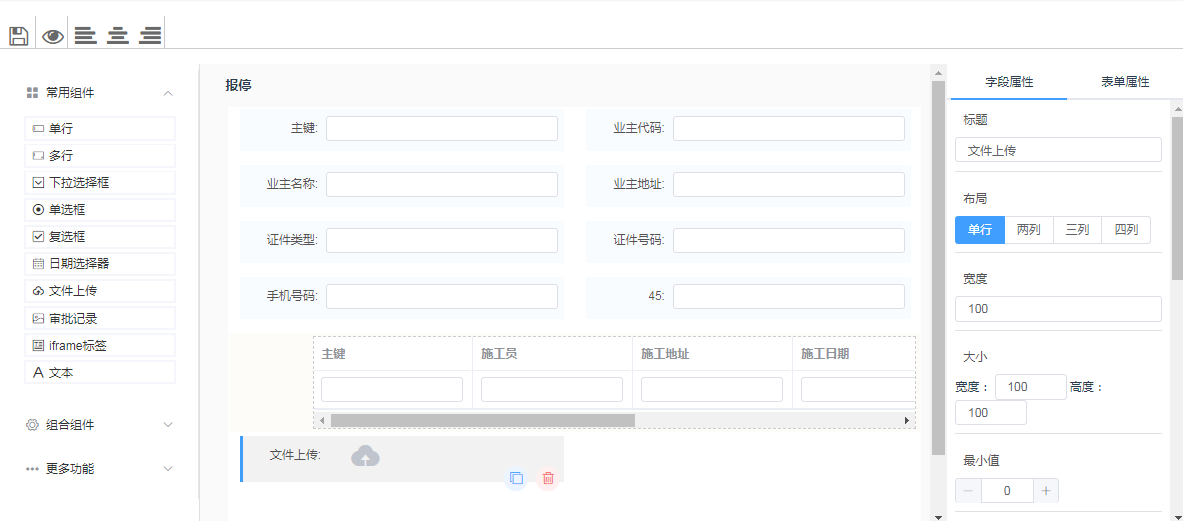 常用组件
单行
多行
下拉选择框
单选框
复选框
日期选择器
文件上传
审批记录
iframe标签
文本
组合组件
更多功能
报停
主键: 业主代码:
业主名称: 业主地址:
证件类型: 证件号码:
手机号码: 45:
主键 施工员 施工地址 施工日期
文件上传:
字段属性 表单属性
标题
文件上传
布局
单行 两列 三列 四列
宽度
100
大小
宽度： 100 高度：
100
最小值
0